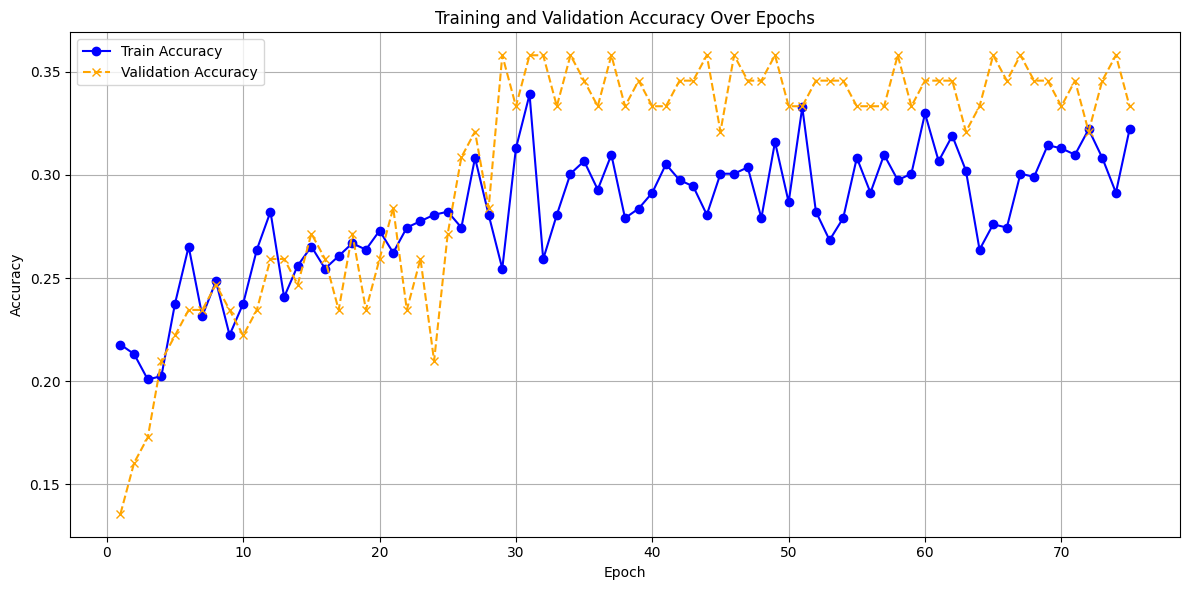 Training and Validation Accuracy Over Epochs
Train Accuracy
Validation Accuracy
Accuracy
0.35
0.30
0.25
0.20
0.15
0 10 20 30 40 50 60 70
Epoch